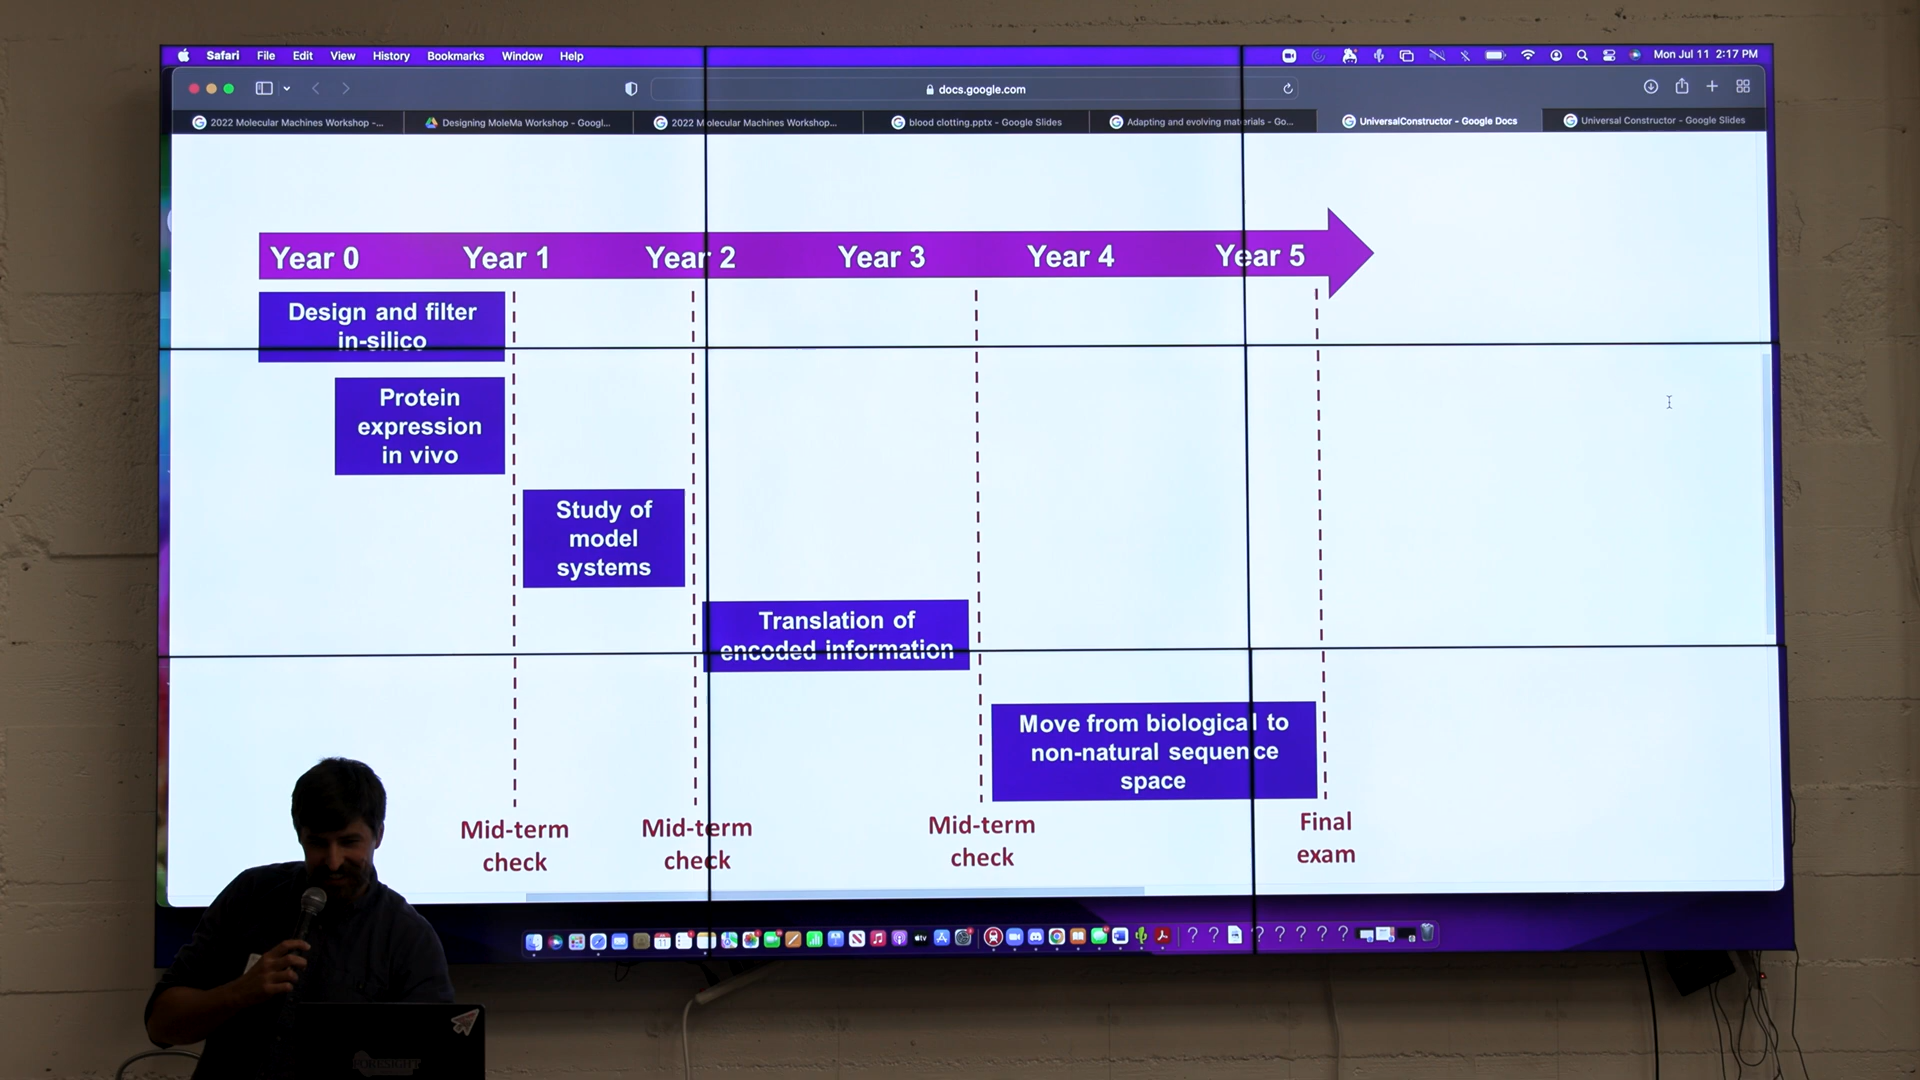 Safari File Edit View History Bookmarks Window Help
Mon Jul 11 2:17 PM
docs.google.com
2022 Molecular Machines Workshop -...
Designing MoleMa Workshop - Googl...
2022 Molecular Machines Workshop...
blood clotting.pptx - Google Slides
Adapting and evolving materials - Go...
UniversalConstructor - Google Docs
Universal Constructor - Google Slides
Year 0 Year 1 Year 2 Year 3 Year 4 Year 5
Design and filter
in-silico
Protein
expression
in vivo
Study of
model
systems
Translation of
encoded information
Move from biological to
non-natural sequence
space
Mid-term
check
Mid-term
check
Mid-term
check
Final
exam
FORESIGHT